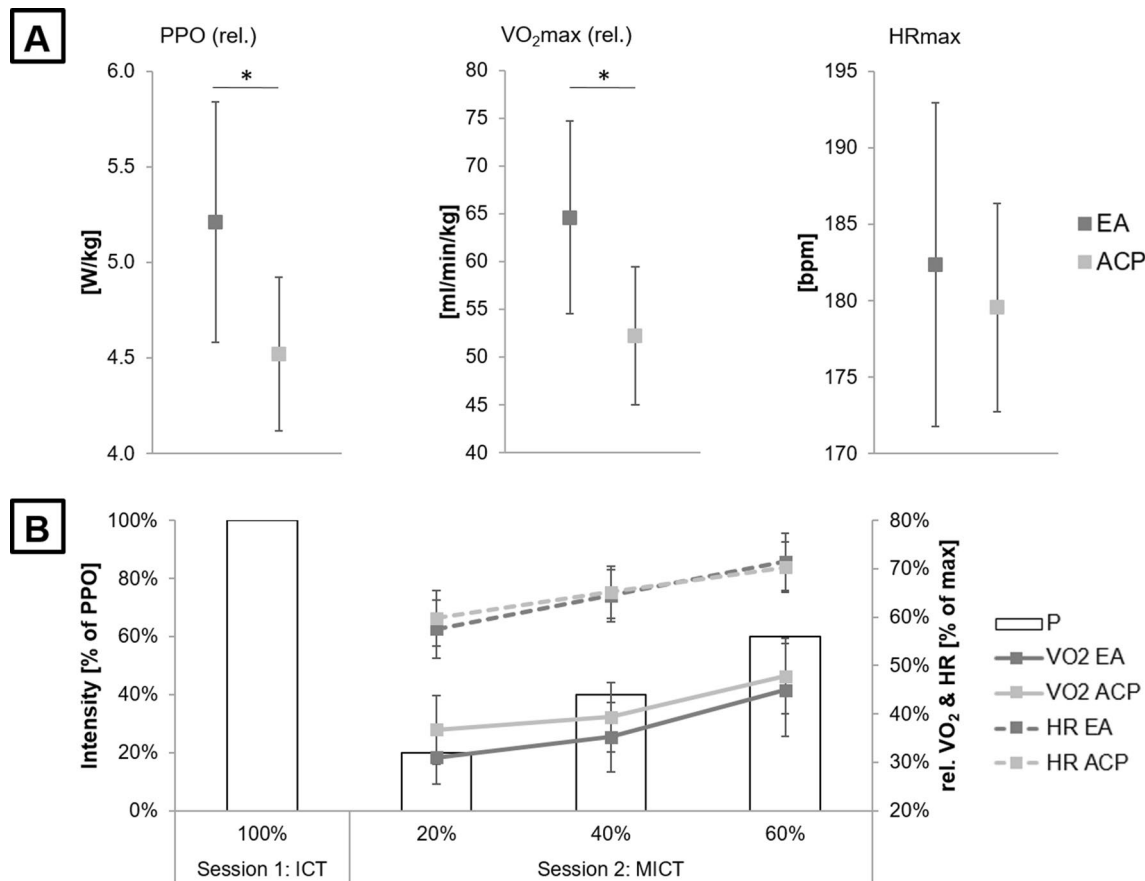 A
PPO (rel.)
VO₂max (rel.)
HRmax
6.0
5.5
5.0
4.5
4.0
[W/kg]
*
80
75
70
65
60
55
50
45
40
[ml/min/kg]
*
195
190
185
180
175
170
[bpm]
EA
ACP
B
Intensity [% of PPO]
100%
80%
60%
40%
20%
0%
80%
70%
60%
50%
40%
30%
20%
rel. VO₂ & HR [% of max]
P
VO2 EA
VO2 ACP
HR EA
HR ACP
100% 20% 40% 60%
Session 1: ICT Session 2: MICT